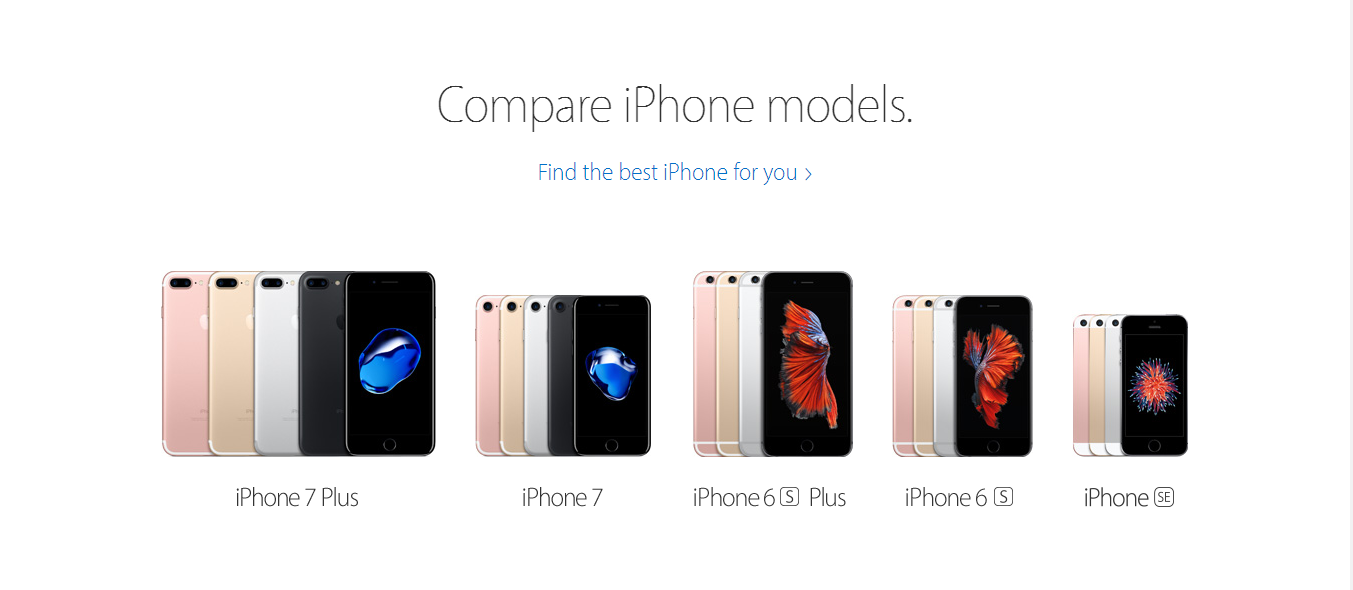 Compare iPhone models.
Find the best iPhone for you >
iPhone 7 Plus
iPhone 7
iPhone 6 S Plus
iPhone 6 S
iPhone SE